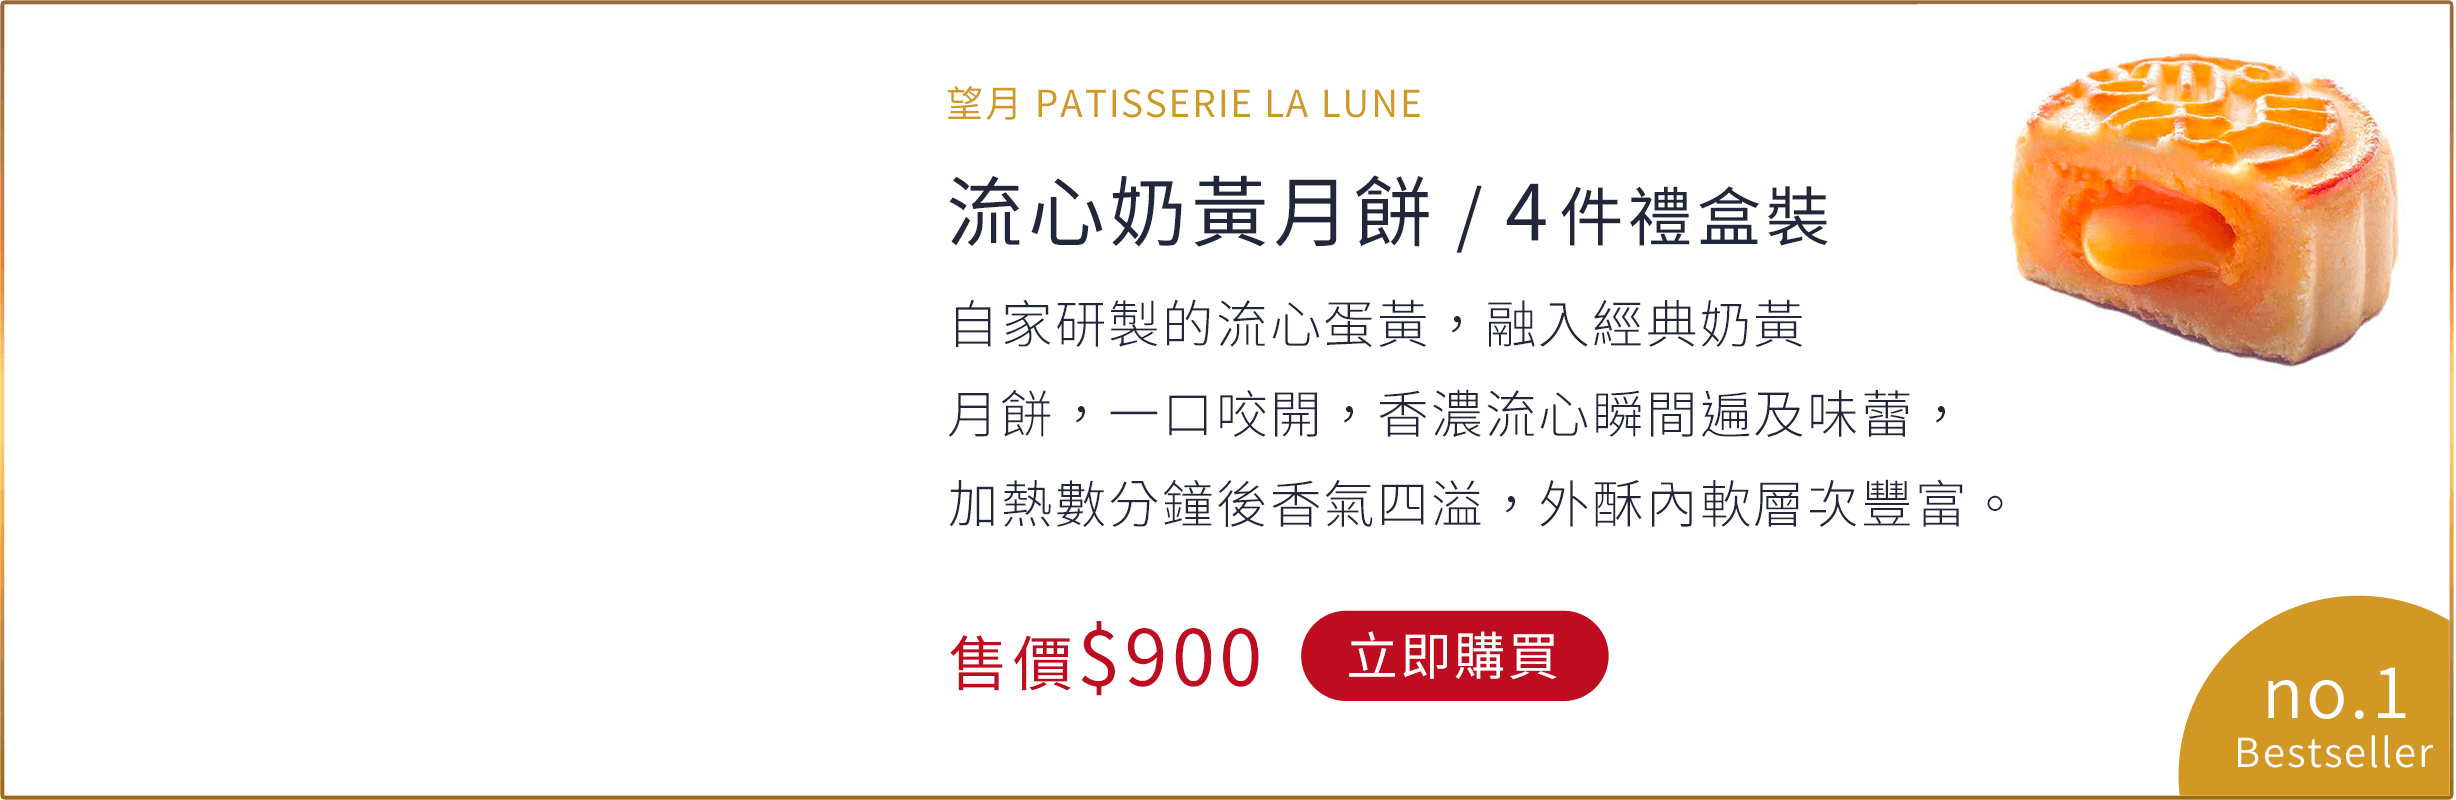 望月 PATISSERIE LA LUNE
流心奶黃月餅 / 4件禮盒裝
自家研製的流心蛋黃，融入經典奶黃
月餅，一口咬開，香濃流心瞬間遍及味蕾，
加熱數分鐘後香氣四溢，外酥內軟層次豐富。
售價$900 立即購買
no.1
Bestseller